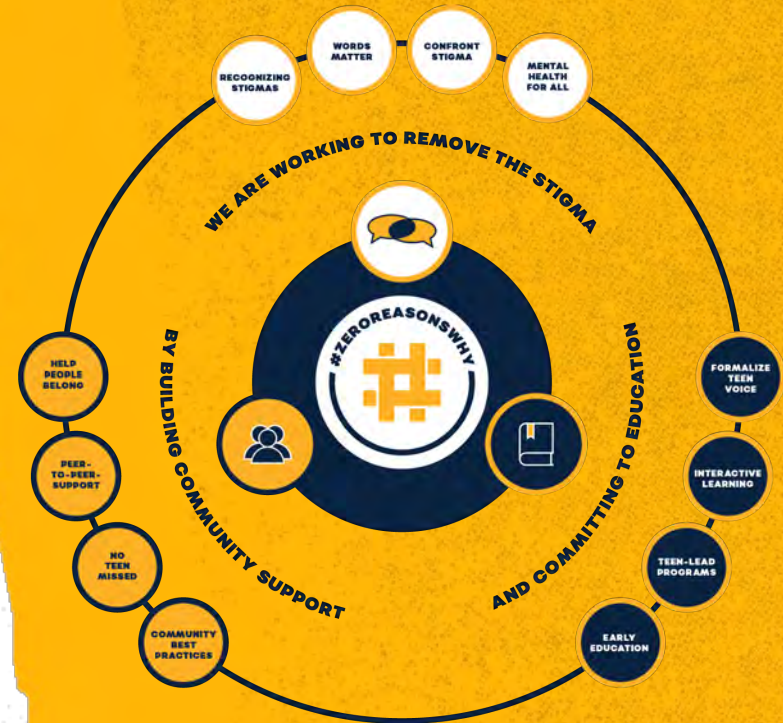 RECOGNIZING
STIGMAS
WORDS
MATTER
CONFRONT
STIGMA
MENTAL
HEALTH
FOR ALL
WE ARE WORKING TO REMOVE THE STIGMA
#ZEROREASONSWHY
BY BUILDING COMMUNITY SUPPORT
AND COMMITTING TO EDUCATION
HELP
PEOPLE
BELONG
PEER-
TO-PEER-
SUPPORT
NO
TEEN
MISSED
COMMUNITY
BEST
PRACTICES
FORMALIZE
TEEN
VOICE
INTERACTIVE
LEARNING
TEEN-LEAD
PROGRAMS
EARLY
EDUCATION